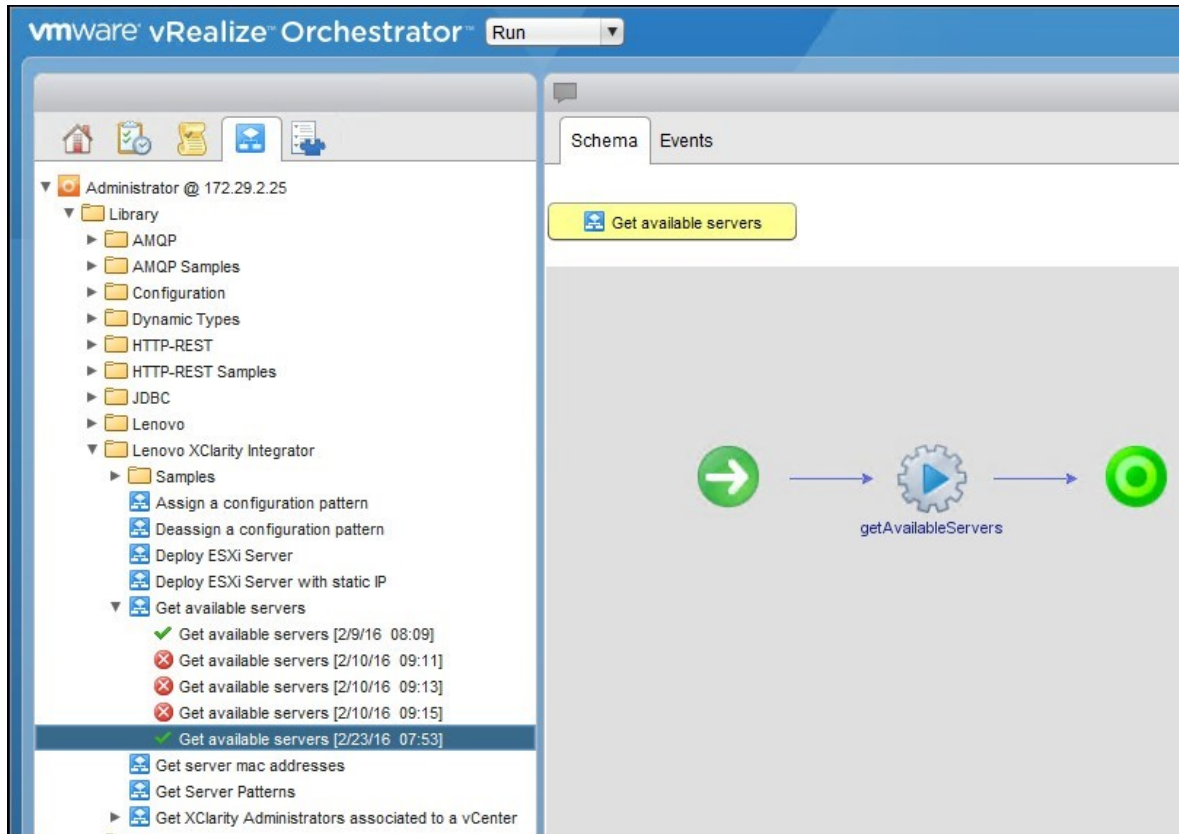 vmware vRealize™ Orchestrator™ Run
Schema Events
Administrator @ 172.29.2.25
Library
AMQP
AMQP Samples
Configuration
Dynamic Types
HTTP-REST
HTTP-REST Samples
JDBC
Lenovo
Lenovo XClarity Integrator
Samples
Assign a configuration pattern
Deassign a configuration pattern
Deploy ESXi Server
Deploy ESXi Server with static IP
Get available servers
Get available servers [2/9/16 08:09]
Get available servers [2/10/16 09:11]
Get available servers [2/10/16 09:13]
Get available servers [2/10/16 09:15]
Get available servers [2/23/16 07:53]
Get server mac addresses
Get Server Patterns
Get XClarity Administrators associated to a vCenter
Get available servers
getAvailableServers